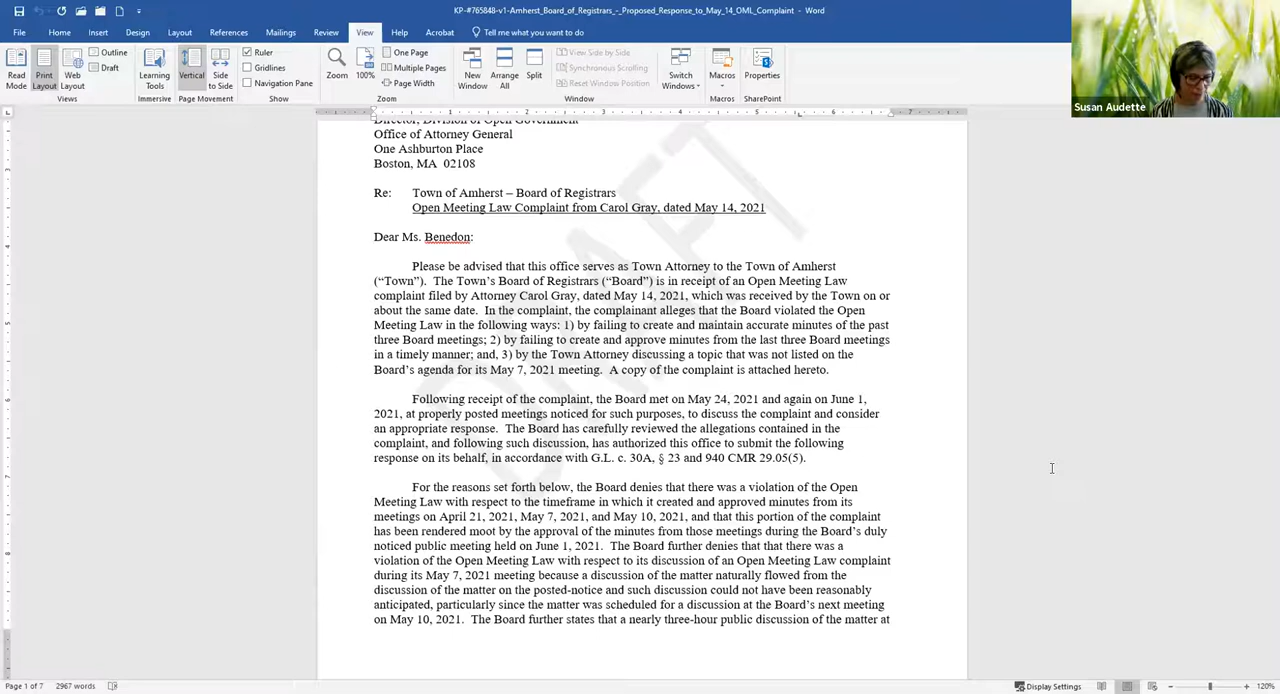 KP-#765848-v1-Amherst_Board_of_Registrars_-_Proposed_Response_to_May_14_OML_Complaint - Word
File Home Insert Design Layout References Mailings Review View Help Acrobat Tell me what you want to do
Read Mode
Print Layout
Web Layout
Outline
Draft
Views
Learning Tools
Immersive
Vertical
Side to Side
Page Movement
Ruler
Gridlines
Navigation Pane
Show
Zoom
100%
One Page
Multiple Pages
Page Width
Zoom
New Window
Arrange All
Split
View Side by Side
Synchronous Scrolling
Reset Window Position
Window
Switch Windows
Macros
Macros
Properties
SharePoint
Susan Audette
Director, Division of Open Government
Office of Attorney General
One Ashburton Place
Boston, MA 02108
Re: Town of Amherst – Board of Registrars
Open Meeting Law Complaint from Carol Gray, dated May 14, 2021
Dear Ms. Benedon:
Please be advised that this office serves as Town Attorney to the Town of Amherst
(“Town”). The Town’s Board of Registrars (“Board”) is in receipt of an Open Meeting Law
complaint filed by Attorney Carol Gray, dated May 14, 2021, which was received by the Town on or
about the same date. In the complaint, the complainant alleges that the Board violated the Open
Meeting Law in the following ways: 1) by failing to create and maintain accurate minutes of the past
three Board meetings; 2) by failing to create and approve minutes from the last three Board meetings
in a timely manner; and, 3) by the Town Attorney discussing a topic that was not listed on the
Board’s agenda for its May 7, 2021 meeting. A copy of the complaint is attached hereto.
Following receipt of the complaint, the Board met on May 24, 2021 and again on June 1,
2021, at properly posted meetings noticed for such purposes, to discuss the complaint and consider
an appropriate response. The Board has carefully reviewed the allegations contained in the
complaint, and following such discussion, has authorized this office to submit the following
response on its behalf, in accordance with G.L. c. 30A, § 23 and 940 CMR 29.05(5).
For the reasons set forth below, the Board denies that there was a violation of the Open
Meeting Law with respect to the timeframe in which it created and approved minutes from its
meetings on April 21, 2021, May 7, 2021, and May 10, 2021, and that this portion of the complaint
has been rendered moot by the approval of the minutes from those meetings during the Board’s duly
noticed public meeting held on June 1, 2021. The Board further denies that that there was a
violation of the Open Meeting Law with respect to its discussion of an Open Meeting Law complaint
during its May 7, 2021 meeting because a discussion of the matter naturally flowed from the
discussion of the matter on the posted-notice and such discussion could not have been reasonably
anticipated, particularly since the matter was scheduled for a discussion at the Board’s next meeting
on May 10, 2021. The Board further states that a nearly three-hour public discussion of the matter at
DRAFT
Page 1 of 7 2967 words Display Settings 120%